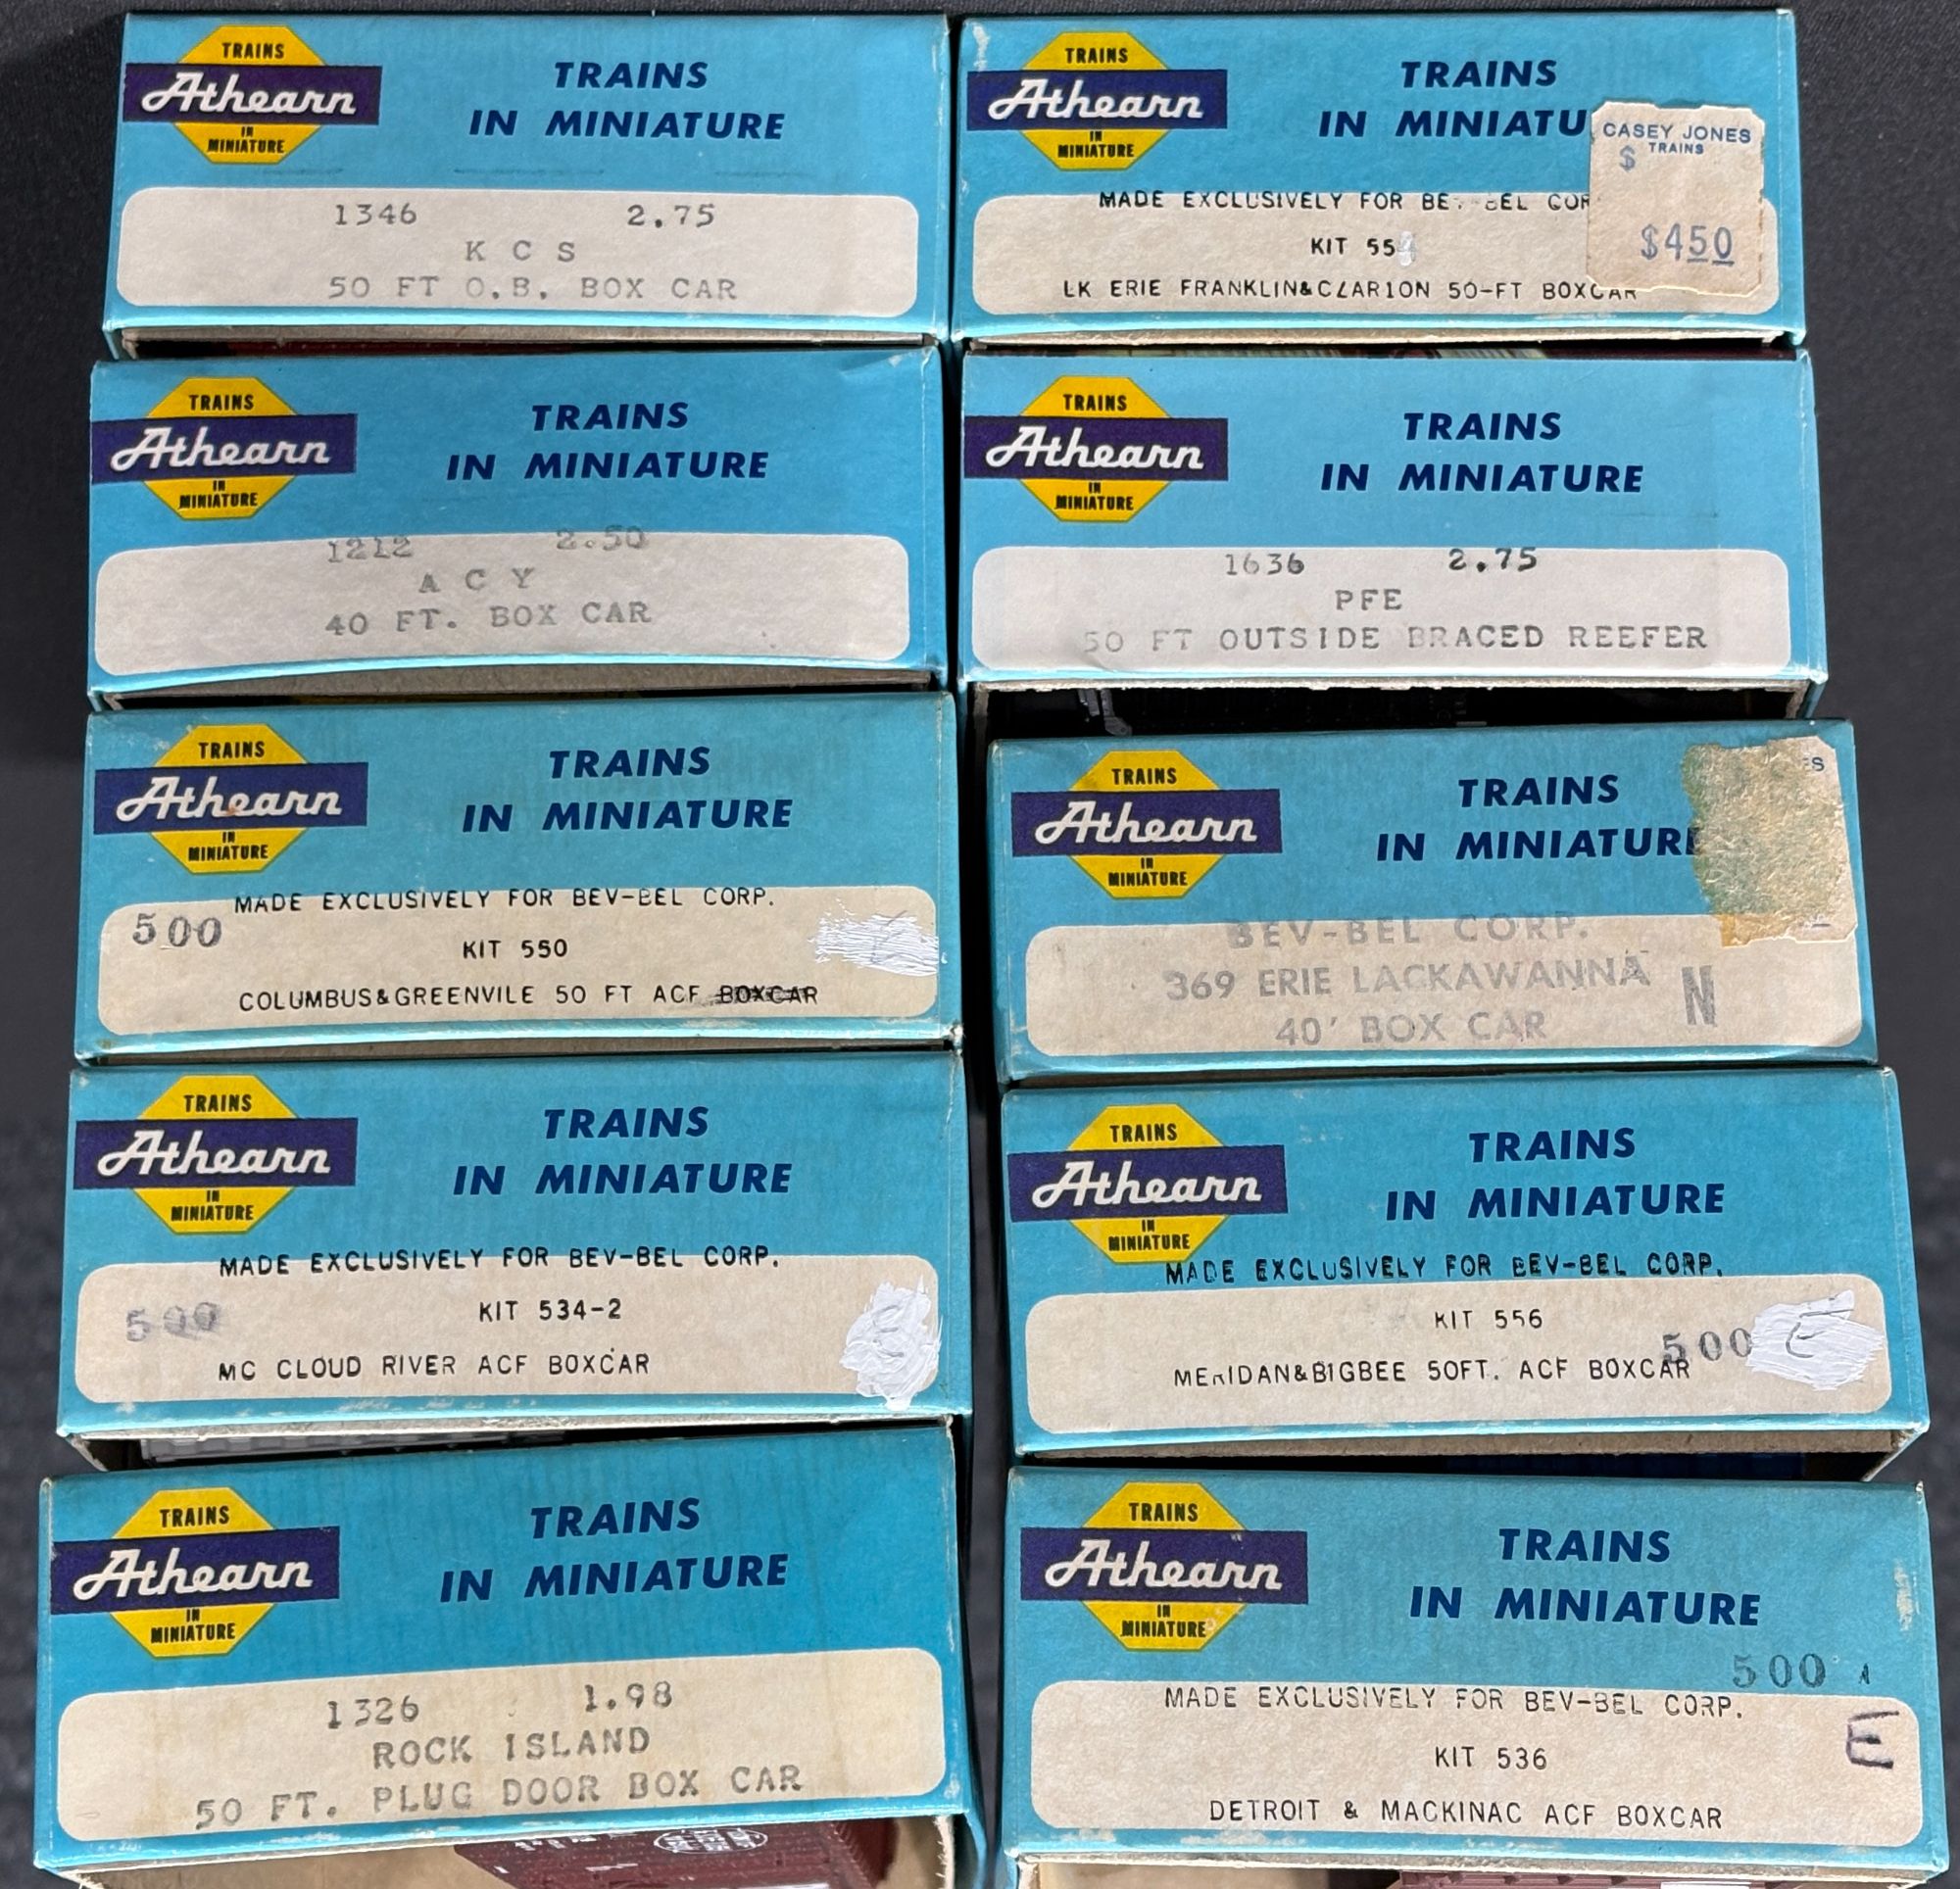 TRAINS
Athearn
IN
MINIATURE
TRAINS
IN MINIATURE
1346 2.75
K C S
50 FT O.B. BOX CAR
TRAINS
Athearn
IN
MINIATURE
TRAINS
IN MINIATU
CASEY JONES
TRAINS
$
$450
MADE EXCLUSIVELY FOR
KIT 55
LK ERIE FRANKLIN&CLARION 50-FT BOXCAR
TRAINS
Athearn
IN
MINIATURE
TRAINS
IN MINIATURE
1212 2.50
A C Y
40 FT. BOX CAR
TRAINS
Athearn
IN
MINIATURE
TRAINS
IN MINIATURE
1636 2.75
PFE
50 FT OUTSIDE BRACED REEFER
TRAINS
Athearn
IN
MINIATURE
TRAINS
IN MINIATURE
MADE EXCLUSIVELY FOR BEV-BEL CORP.
500
KIT 550
COLUMBUS&GREENVILE 50 FT ACF BOXCAR
TRAINS
Athearn
IN
MINIATURE
TRAINS
IN MINIATURE
BEV-BEL CORP.
369 ERIE LACKAWANNA N
40' BOX CAR
TRAINS
Athearn
IN
MINIATURE
TRAINS
IN MINIATURE
MADE EXCLUSIVELY FOR BEV-BEL CORP.
500
KIT 534-2
MC CLOUD RIVER ACF BOXCAR
TRAINS
Athearn
IN
MINIATURE
TRAINS
IN MINIATURE
MADE EXCLUSIVELY FOR BEV-BEL CORP.
KIT 556
500 E
MERIDAN&BIGBEE 50FT. ACF BOXCAR
TRAINS
Athearn
IN
MINIATURE
TRAINS
IN MINIATURE
1326 1.98
ROCK ISLAND
50 FT. PLUG DOOR BOX CAR
TRAINS
Athearn
IN
MINIATURE
TRAINS
IN MINIATURE
500
MADE EXCLUSIVELY FOR BEV-BEL CORP.
E
KIT 536
DETROIT & MACKINAC ACF BOXCAR